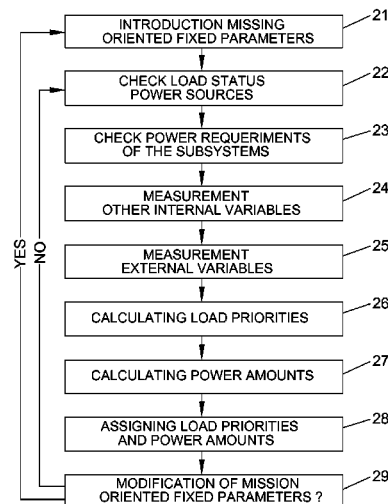 INTRODUCTION MISSING
ORIENTED FIXED PARAMETERS
21
CHECK LOAD STATUS
POWER SOURCES
22
CHECK POWER REQUERIMENTS
OF THE SUBSYSTEMS
23
MEASUREMENT
OTHER INTERNAL VARIABLES
24
MEASUREMENT
EXTERNAL VARIABLES
25
CALCULATING LOAD PRIORITIES
26
CALCULATING POWER AMOUNTS
27
ASSIGNING LOAD PRIORITIES
AND POWER AMOUNTS
28
MODIFICATION OF MISSION
ORIENTED FIXED PARAMETERS ?
29
YES
NO